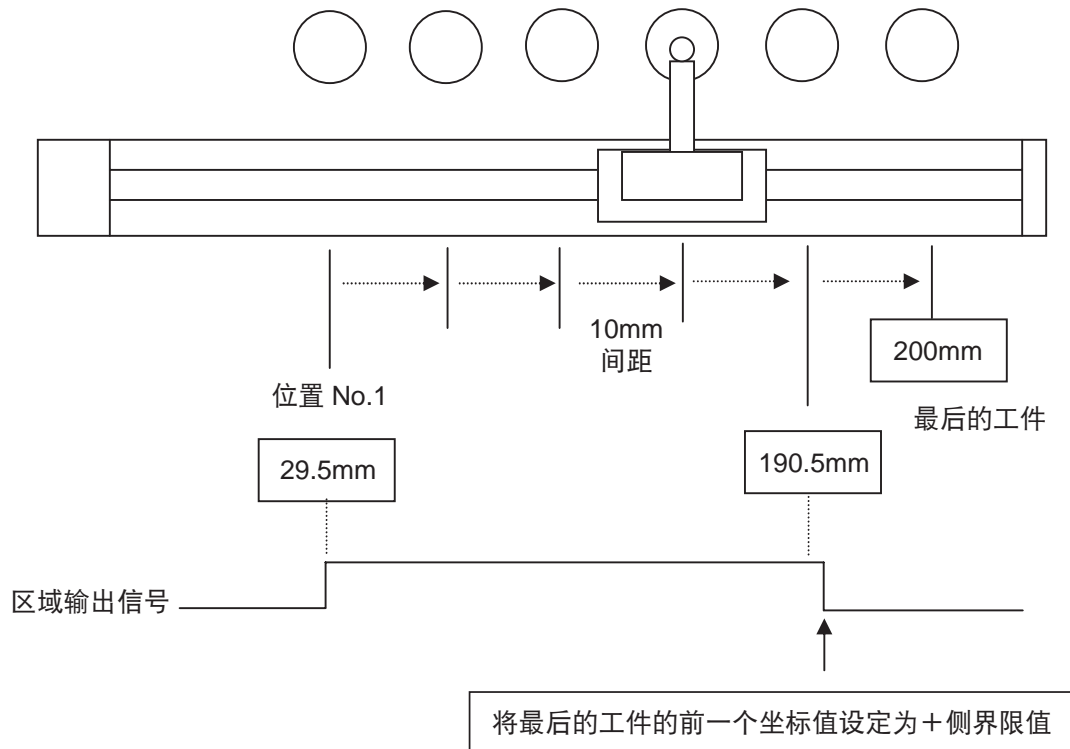 10mm
间距
200mm
位置 No.1
最后的工件
29.5mm
190.5mm
区域输出信号
将最后的工件的前一个坐标值设定为＋侧界限值